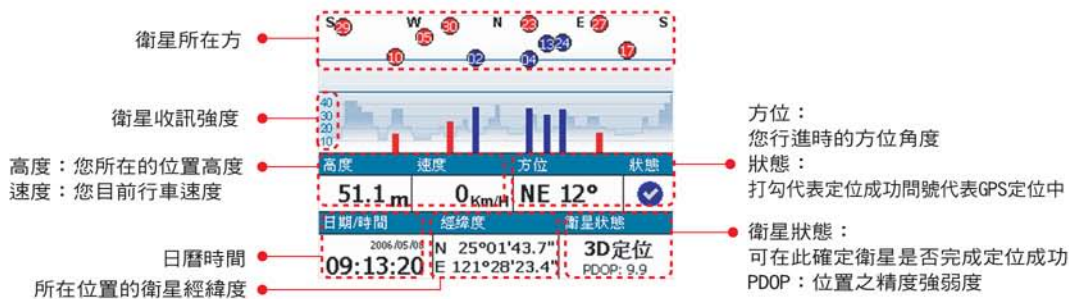 S 29 W 30 N 23 E 27 S
05 13 24 17
10 02 04
衛星所在方
40
30
20
10
衛星收訊強度
高度：您所在的位置高度
速度：您目前行車速度
高度 速度 方位 狀態
51.1 m 0 Km/H NE 12°
日期/時間 經緯度 衛星狀態
2006/05/08
09:13:20
N 25°01'43.7"
E 121°28'23.4"
3D定位
PDOP: 9.9
日曆時間
所在位置的衛星經緯度
方位：
您行進時的方位角度
狀態：
打勾代表定位成功問號代表GPS定位中
衛星狀態：
可在此確定衛星是否完成定位成功
PDOP：位置之精度強弱度